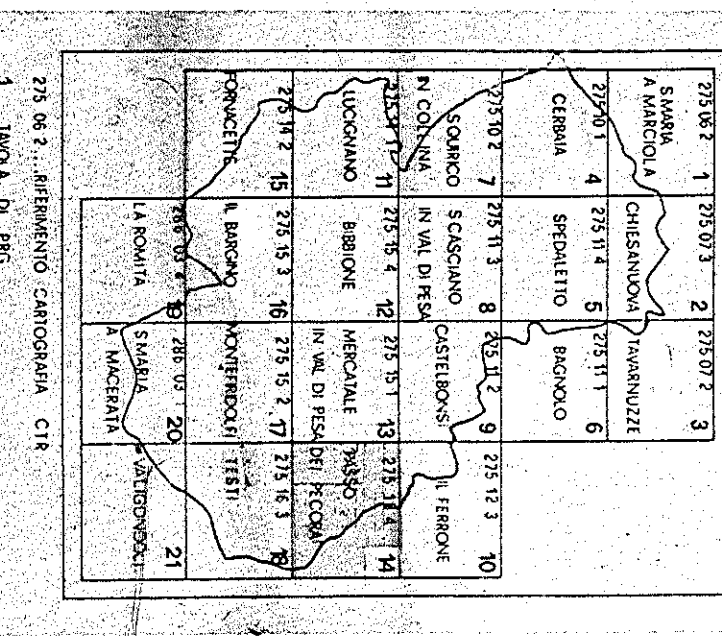 275 06 2
S MARIA
A MARCIOLA
1
275 07 3
CHIESANUOVA
2
275 07 2
TAVARNUZZE
3
275 10 1
CERBAIA
4
275 11 4
SPEDALETTO
5
275 11 1
BAGNOLO
6
275 10 2
S QUIRICO
IN COLLINA
7
275 11 3
S CASCIANO
IN VAL DI PESA
8
275 11 2
CASTELBONSI
9
275 12 3
IL FERRONE
10
LUCIGNANO
11
275 15 4
BIBBIONE
12
275 15 1
MERCATALE
IN VAL DI PESA
13
PASSO
DEI PECORAI
14
275 14 2
FORNACETTE
15
275 15 3
IL BARGINO
16
275 15 2
MONTEFIRIDOLFI
17
275 16 3
TESTI
18
LA ROMITA
19
286 03
S MARIA
A MACERATA
20
21
275 06 2 ... RIFERIMENTO CARTOGRAFIA CTR
1 TAVOLA DI PRG